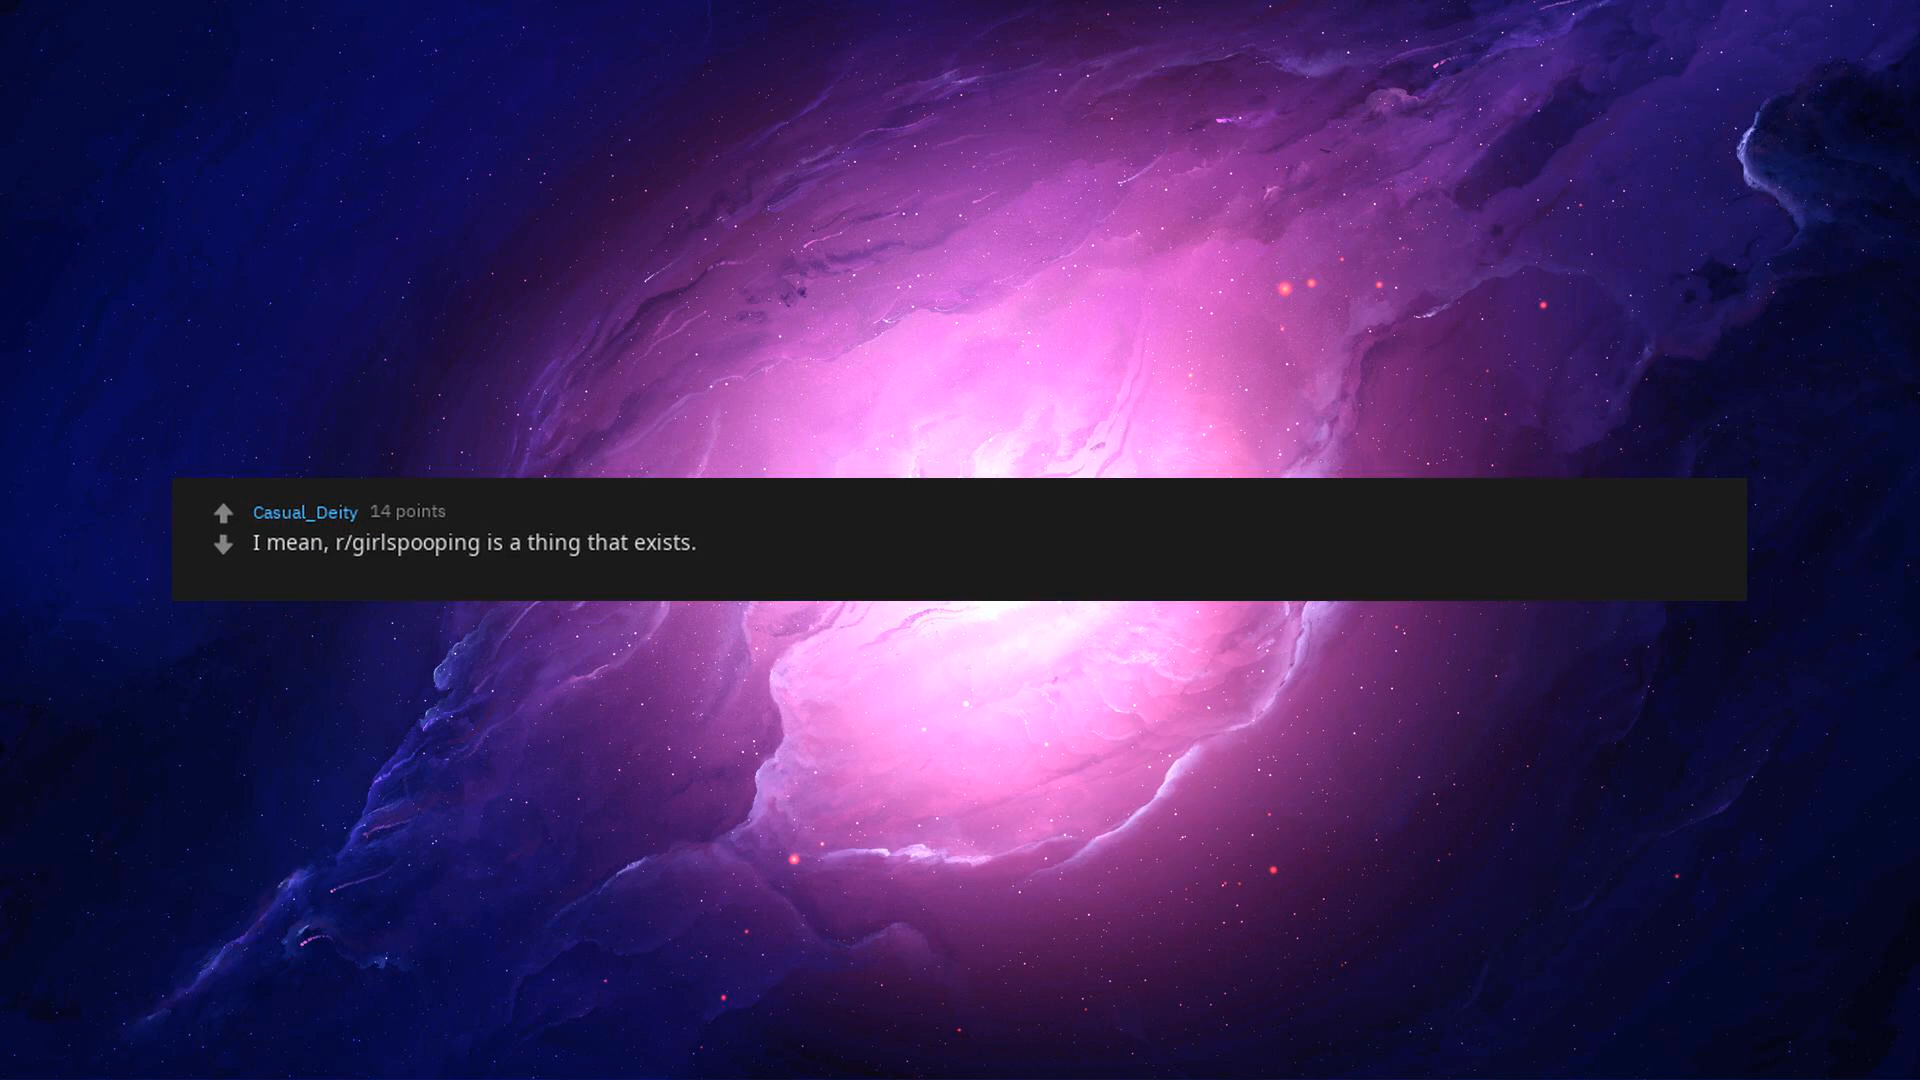 Casual_Deity 14 points
I mean, r/girlspooping is a thing that exists.